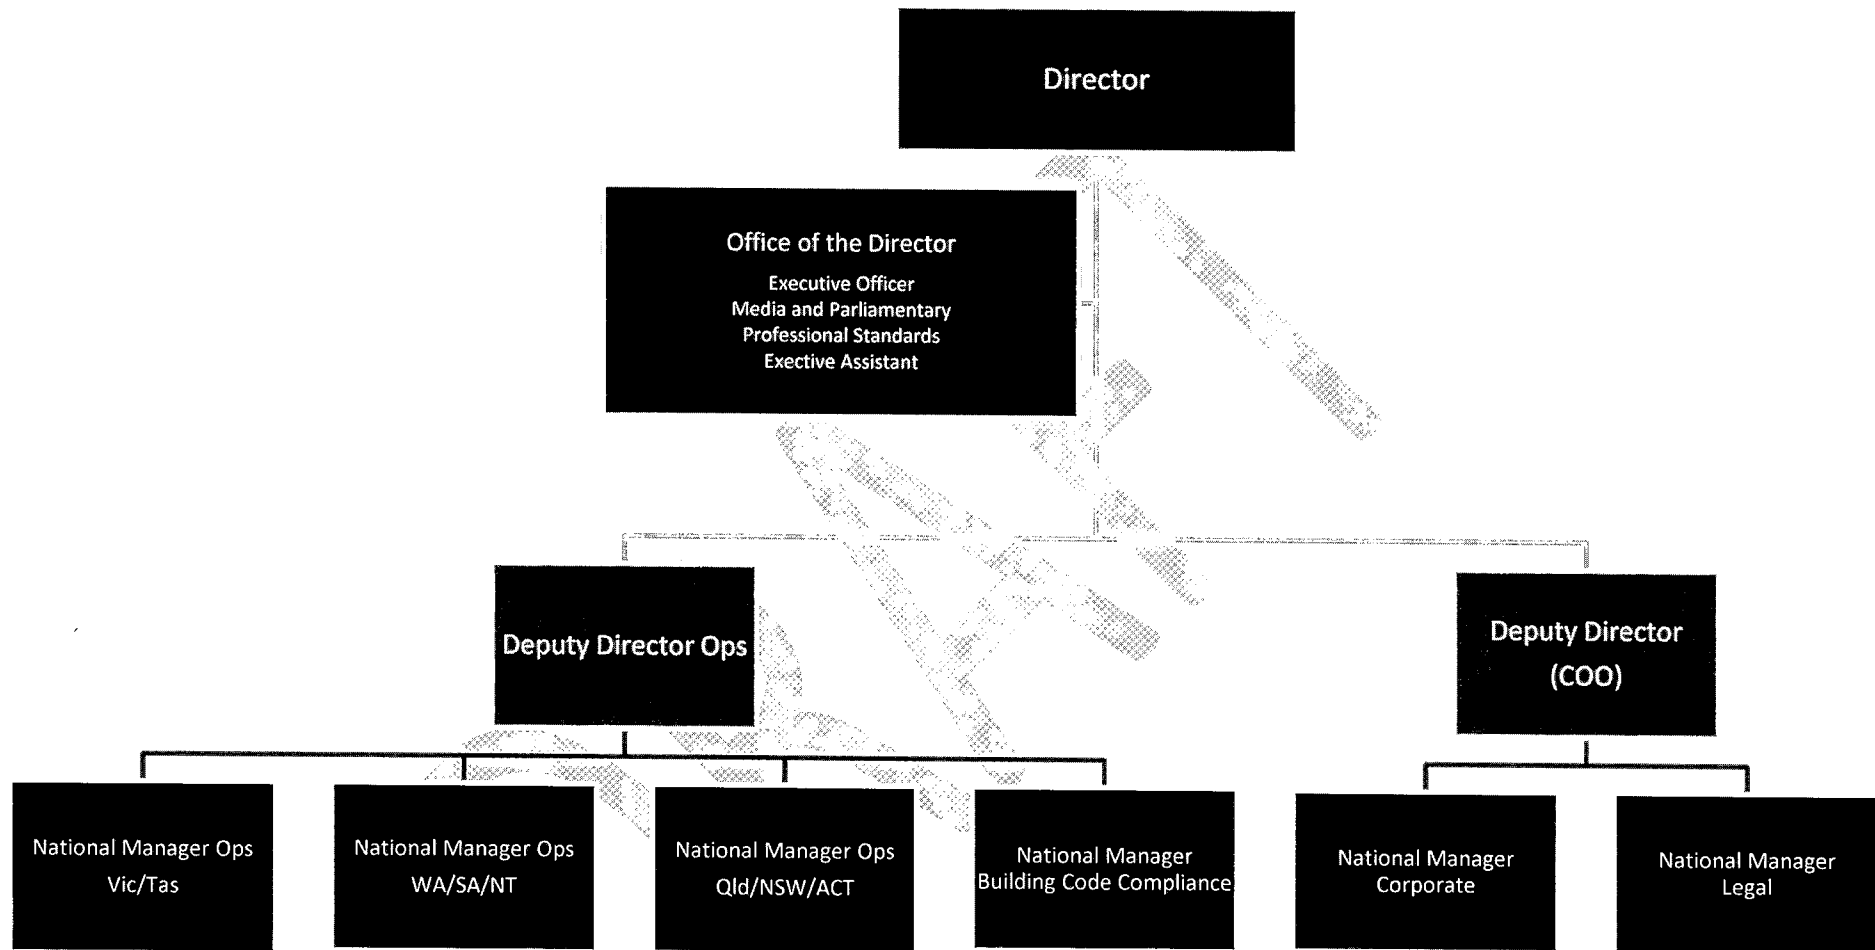 Director
Office of the Director
Executive Officer
Media and Parliamentary
Professional Standards
Exective Assistant
Deputy Director Ops
Deputy Director
(COO)
National Manager Ops
Vic/Tas
National Manager Ops
WA/SA/NT
National Manager Ops
Qld/NSW/ACT
National Manager
Building Code Compliance
National Manager
Corporate
National Manager
Legal